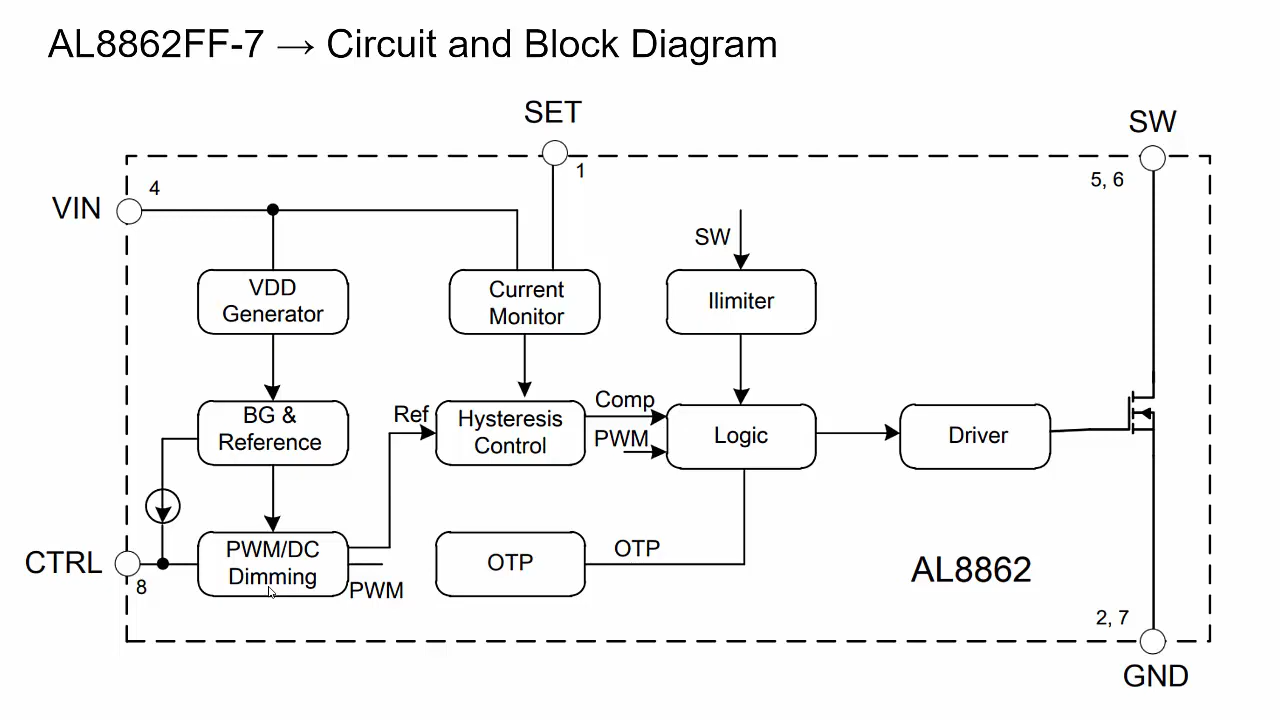 AL8862FF-7 → Circuit and Block Diagram
SET
SW
1
5, 6
4
VIN
SW
VDD
Generator
Current
Monitor
Ilimiter
BG &
Reference
Ref
Hysteresis
Control
Comp
PWM
Logic
Driver
CTRL
8
PWM/DC
Dimming
PWM
OTP
OTP
AL8862
2, 7
GND